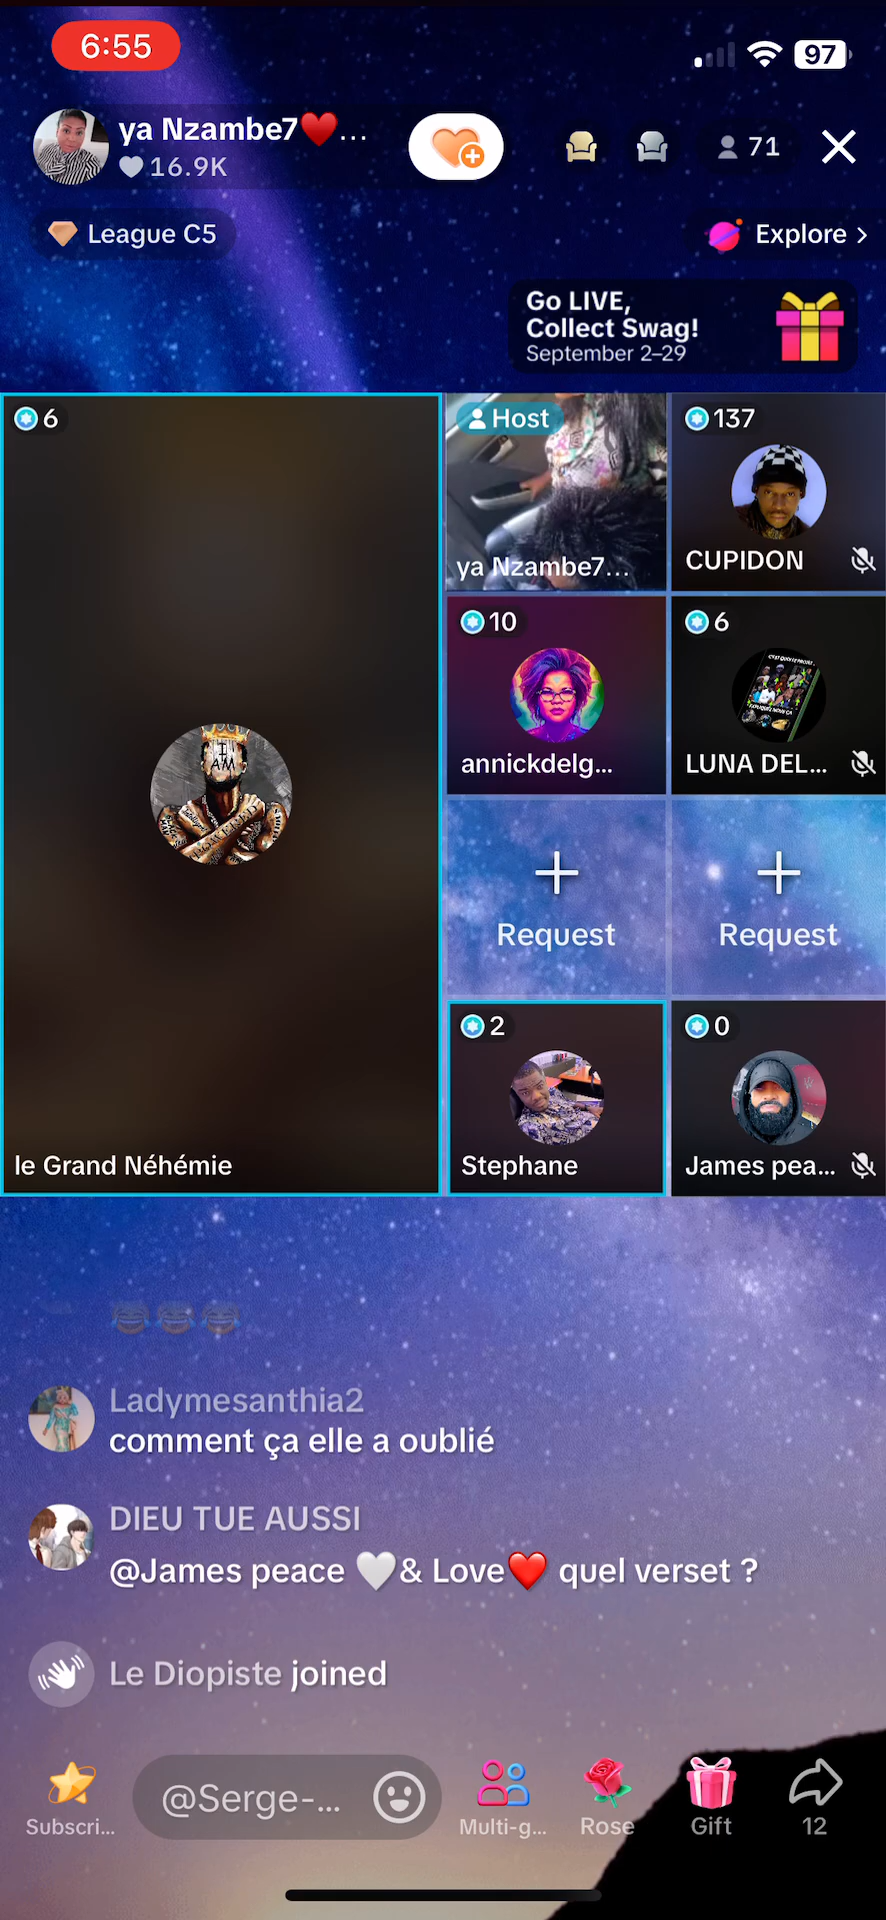 6:55
97
ya Nzambe7❤️...
16.9K
71
League C5
Explore >
Go LIVE,
Collect Swag!
September 2–29
6
Host
ya Nzambe7...
137
CUPIDON
10
annickdelg...
6
LUNA DEL...
I
AM
+
Request
+
Request
2
Stephane
0
James pea...
le Grand Néhémie
😂😂😂
Ladymesanthia2
comment ça elle a oublié
DIEU TUE AUSSI
@James peace 🤍& Love❤️ quel verset ?
Le Diopiste joined
@Serge-...
Subscri...
Multi-g...
Rose
Gift
12